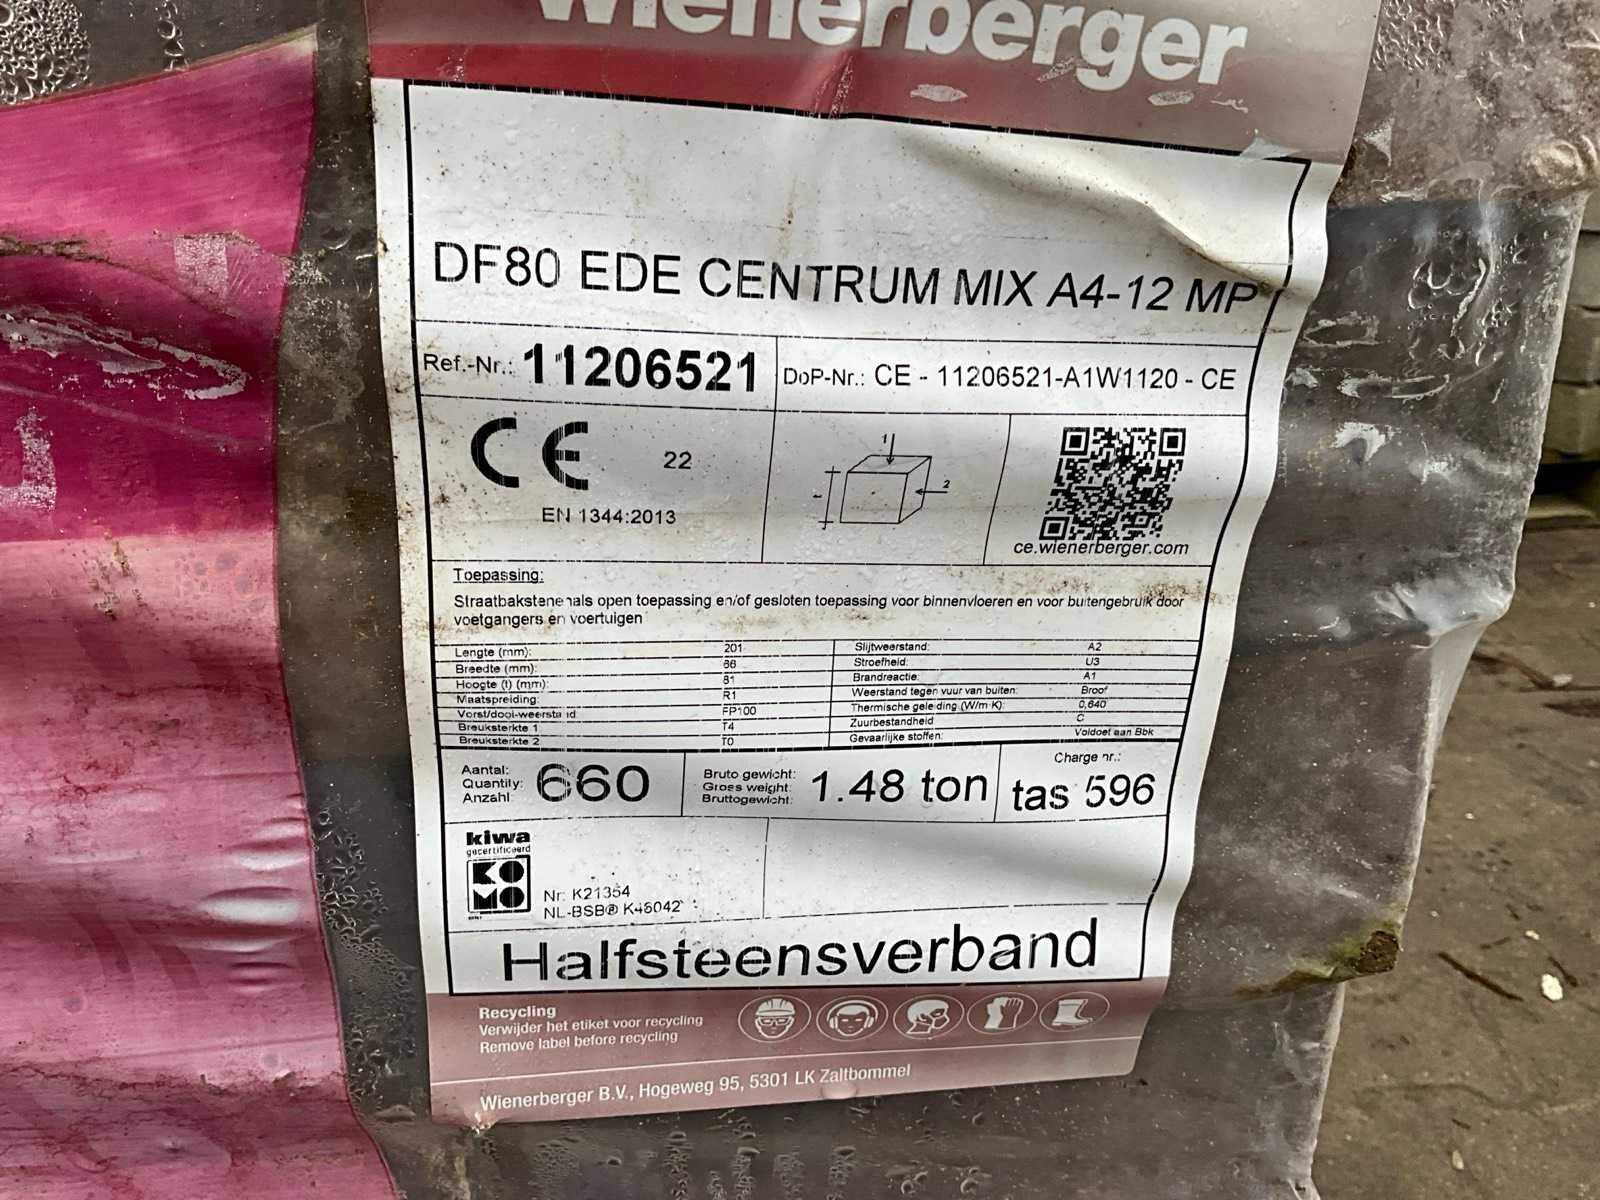 wienerberger
DF80 EDE CENTRUM MIX A4-12 MP
Ref.-Nr.: 11206521
DoP-Nr.: CE - 11206521-A1W1120 - CE
CE 22
EN 1344:2013
1
2
ce.wienerberger.com
Toepassing:
Straatbakstenen als open toepassing en/of gesloten toepassing voor binnenvloeren en voor buitengebruik door
voetgangers en voertuigen
Lengte (mm): 201
Breedte (mm): 66
Hoogte (l) (mm): 81
Maatspreiding: R1
Vorst/dooi-weerstand FP100
Breuksterkte 1 T4
Breuksterkte 2 T0
Slijtweerstand: A2
Stroefheid: U3
Brandreactie: A1
Weerstand tegen vuur van buiten: Broof
Thermische geleiding (W/m K): 0,640
Zuurbestandheid C
Gevaarlijke stoffen: Voldoet aan Bbk
Aantal:
Quantity: 660
Anzahl
Bruto gewicht:
Gross weight: 1.48 ton
Bruttogewicht:
Charge nr.:
tas 596
kiwa
gecertificeerd
KO
MO
Nr: K21354
NL-BSB® K46042
Halfsteensverband
Recycling
Verwijder het etiket voor recycling
Remove label before recycling
Wienerberger B.V., Hogeweg 95, 5301 LK Zaltbommel